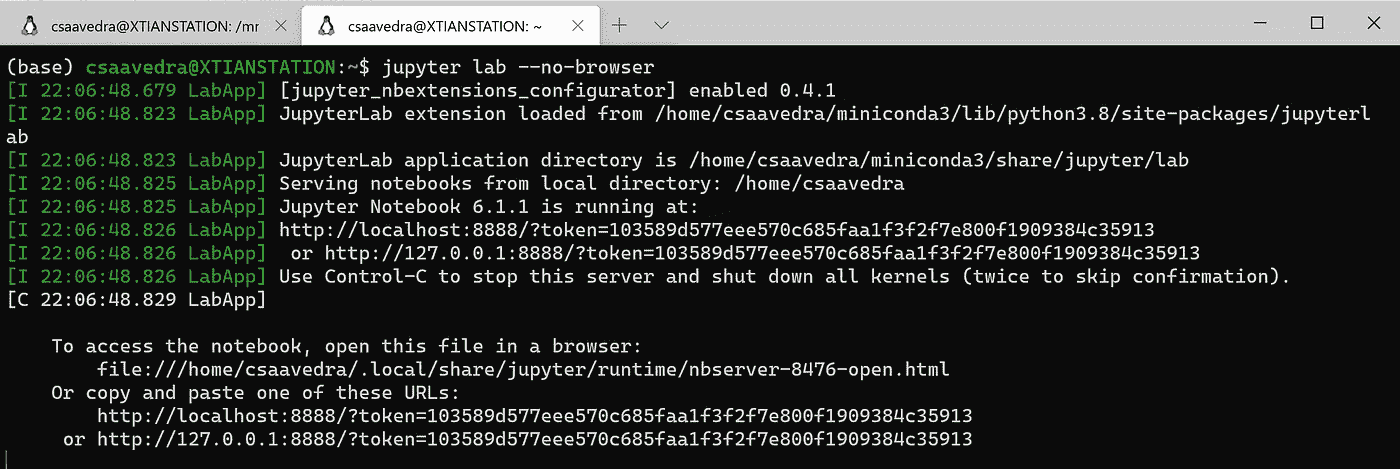 csaavedra@XTIANSTATION: /mr
csaavedra@XTIANSTATION: ~
(base) csaavedra@XTIANSTATION:~$ jupyter lab --no-browser
[I 22:06:48.679 LabApp] [jupyter_nbextensions_configurator] enabled 0.4.1
[I 22:06:48.823 LabApp] JupyterLab extension loaded from /home/csaavedra/miniconda3/lib/python3.8/site-packages/jupyterl
ab
[I 22:06:48.823 LabApp] JupyterLab application directory is /home/csaavedra/miniconda3/share/jupyter/lab
[I 22:06:48.825 LabApp] Serving notebooks from local directory: /home/csaavedra
[I 22:06:48.825 LabApp] Jupyter Notebook 6.1.1 is running at:
[I 22:06:48.826 LabApp] http://localhost:8888/?token=103589d577eee570c685faa1f3f2f7e800f1909384c35913
[I 22:06:48.826 LabApp]  or http://127.0.0.1:8888/?token=103589d577eee570c685faa1f3f2f7e800f1909384c35913
[I 22:06:48.826 LabApp] Use Control-C to stop this server and shut down all kernels (twice to skip confirmation).
[C 22:06:48.829 LabApp]
To access the notebook, open this file in a browser:
file:///home/csaavedra/.local/share/jupyter/runtime/nbserver-8476-open.html
Or copy and paste one of these URLs:
http://localhost:8888/?token=103589d577eee570c685faa1f3f2f7e800f1909384c35913
or http://127.0.0.1:8888/?token=103589d577eee570c685faa1f3f2f7e800f1909384c35913